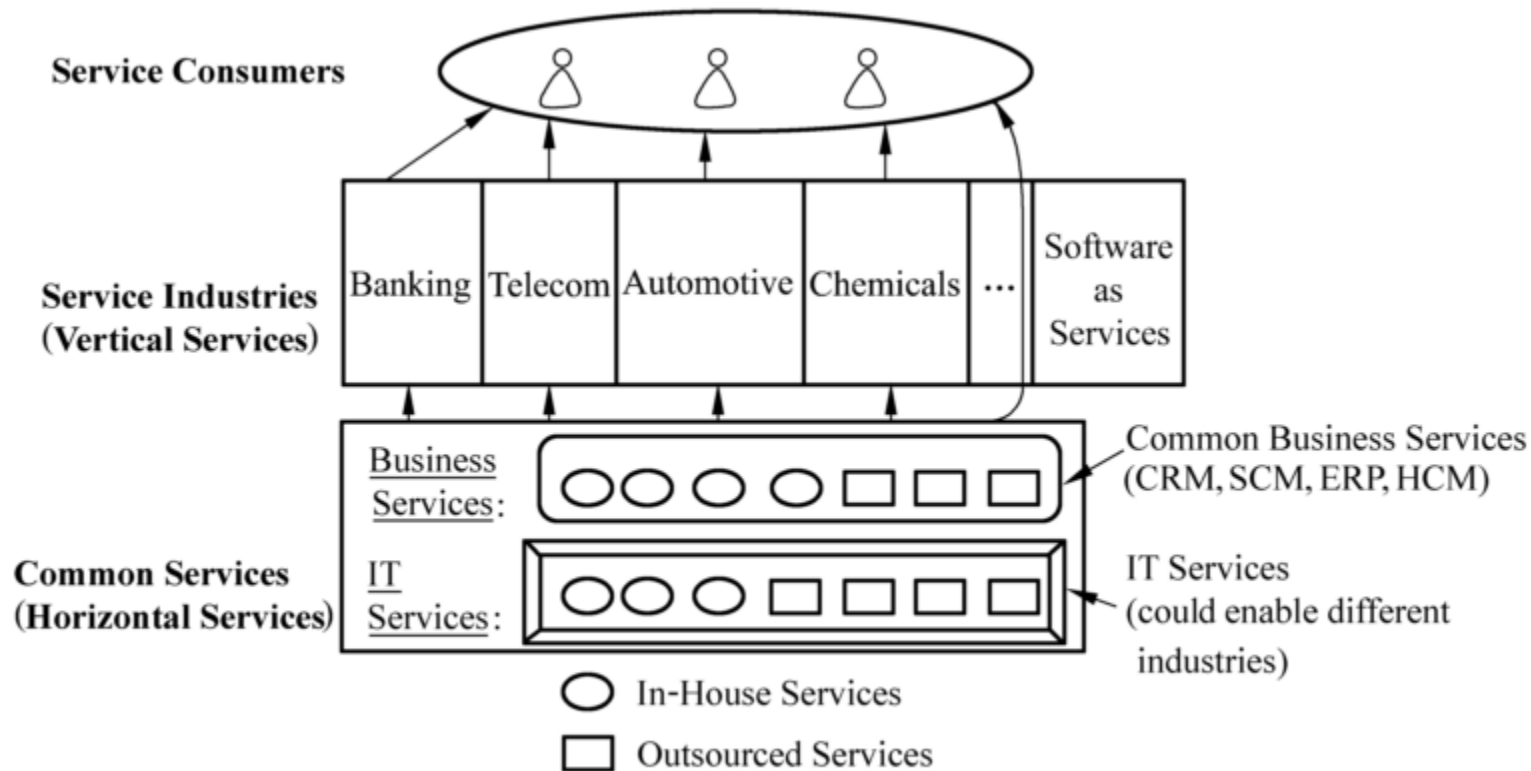 Service Consumers
Service Industries
(Vertical Services)
Banking
Telecom
Automotive
Chemicals
...
Software
as
Services
Business
Services:
Common Business Services
(CRM, SCM, ERP, HCM)
Common Services
(Horizontal Services)
IT
Services:
IT Services
(could enable different
industries)
In-House Services
Outsourced Services